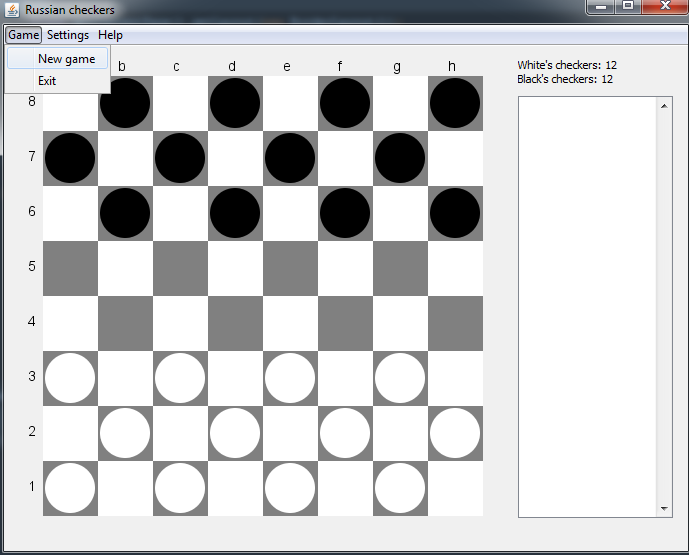 Russian checkers
Game Settings Help
New game
Exit
b c d e f g h
8
7
6
5
4
3
2
1
White's checkers: 12
Black's checkers: 12